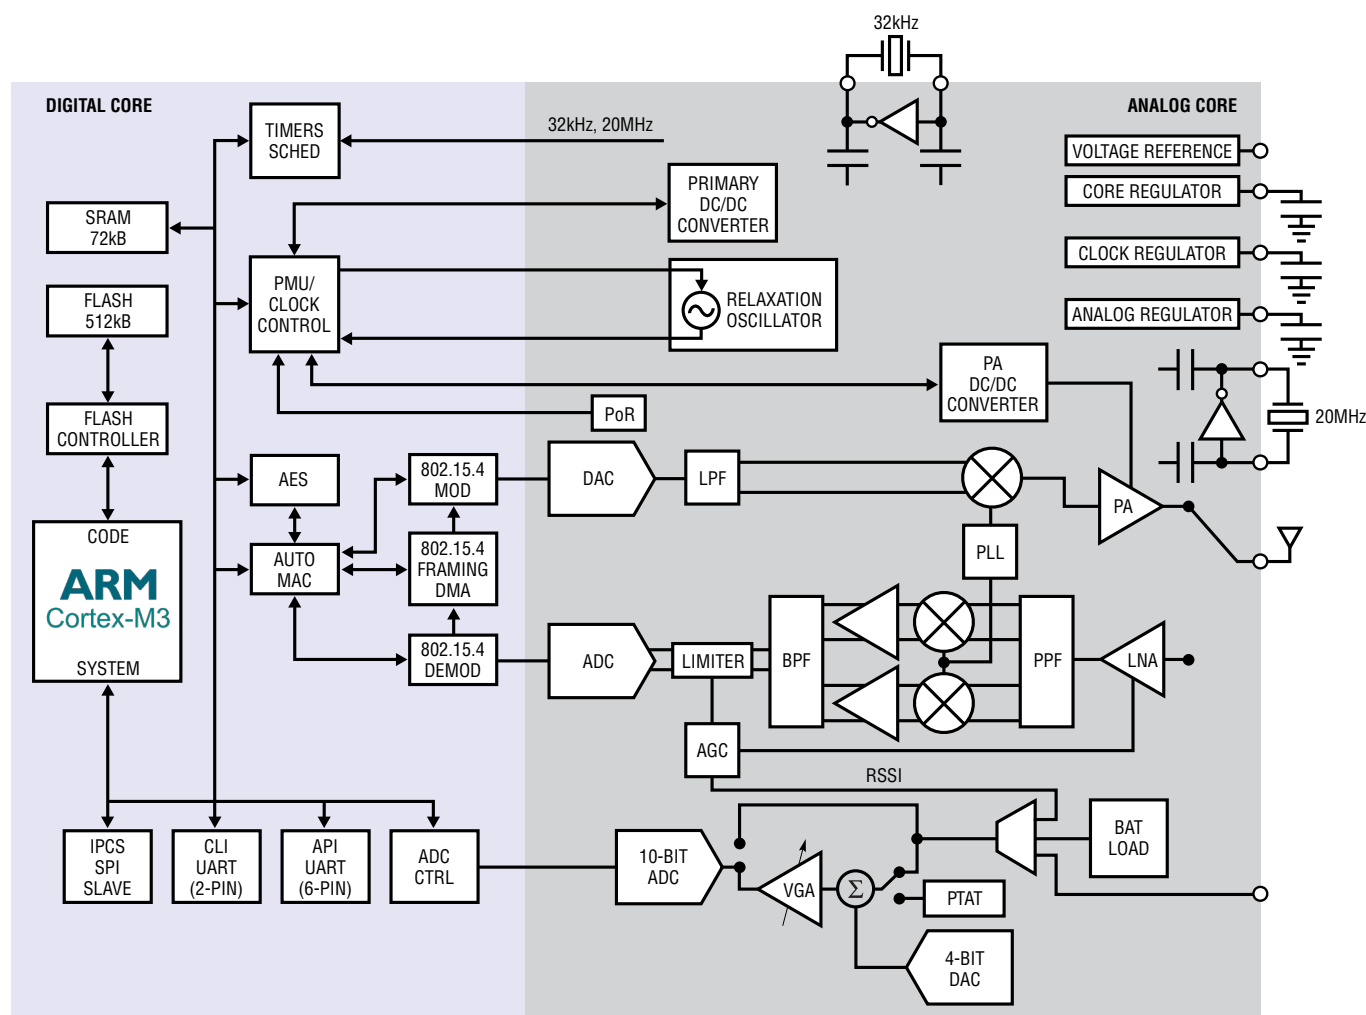 32kHz
DIGITAL CORE
ANALOG CORE
TIMERS
SCHED
32kHz, 20MHz
VOLTAGE REFERENCE
PRIMARY
DC/DC
CONVERTER
CORE REGULATOR
SRAM
72kB
CLOCK REGULATOR
PMU/
CLOCK
CONTROL
RELAXATION
OSCILLATOR
FLASH
512kB
ANALOG REGULATOR
PA
DC/DC
CONVERTER
PoR
20MHz
FLASH
CONTROLLER
AES
802.15.4
MOD
DAC
LPF
PA
CODE
ARM
Cortex-M3
SYSTEM
AUTO
MAC
802.15.4
FRAMING
DMA
PLL
802.15.4
DEMOD
ADC
LIMITER
BPF
PPF
LNA
AGC
RSSI
IPCS
SPI
SLAVE
CLI
UART
(2-PIN)
API
UART
(6-PIN)
ADC
CTRL
10-BIT
ADC
VGA
Σ
BAT
LOAD
PTAT
4-BIT
DAC